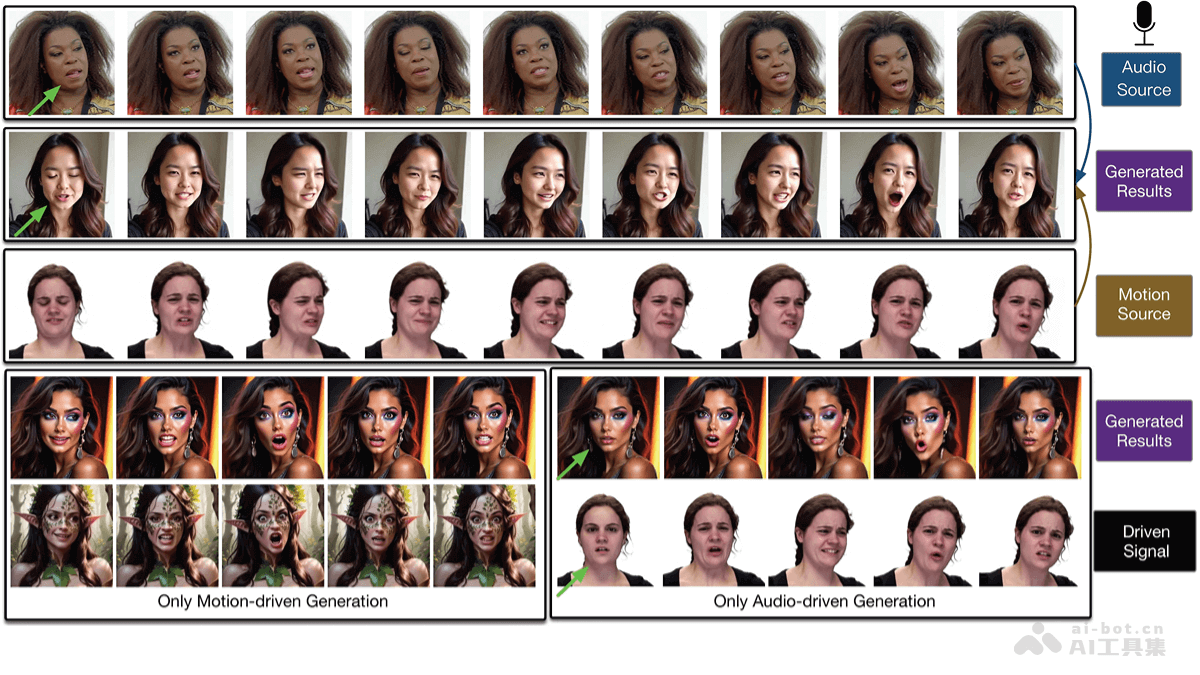 Audio
Source
Generated
Results
Motion
Source
Generated
Results
Driven
Signal
Only Motion-driven Generation
Only Audio-driven Generation
ai-bot.cn
AI工具集